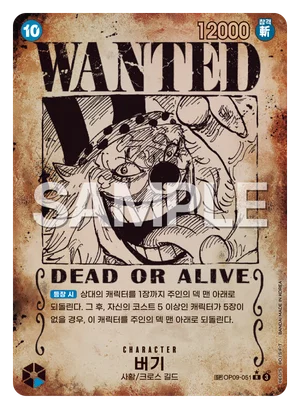 10
12000
참격
斬
WANTED
SAMPLE
DEAD OR ALIVE
등장 시 상대의 캐릭터를 1장까지 주인의 덱 맨 아래로
되돌린다. 그 후, 자신의 코스트 5 이상인 캐릭터가 5장이
없을 경우, 이 캐릭터를 주인의 덱 맨 아래로 되돌린다.
CHARACTER
버기
사황/크로스 길드
OP09-051 R 3